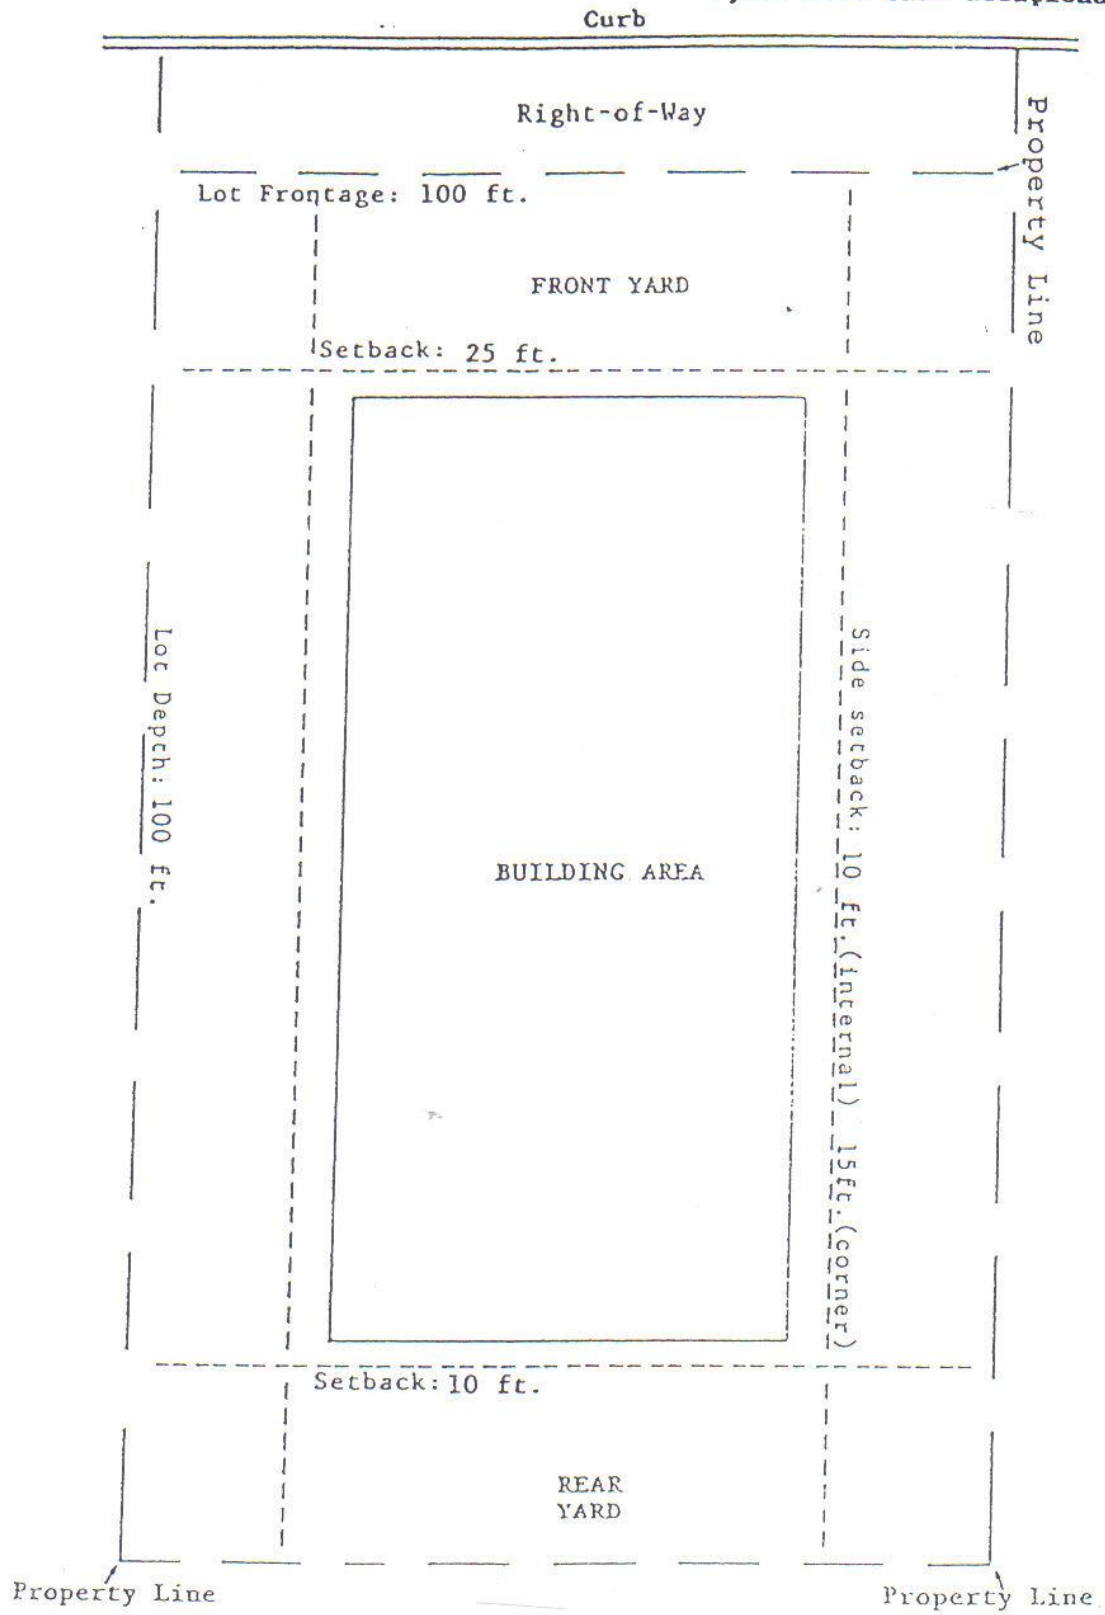 Curb
Right-of-Way
Property Line
Lot Frontage: 100 ft.
FRONT YARD
Setback: 25 ft.
Lot Depth: 100 ft.
Side setback: 10 ft.(internal) 15ft.(corner)
BUILDING AREA
Setback: 10 ft.
REAR
YARD
Property Line
Property Line